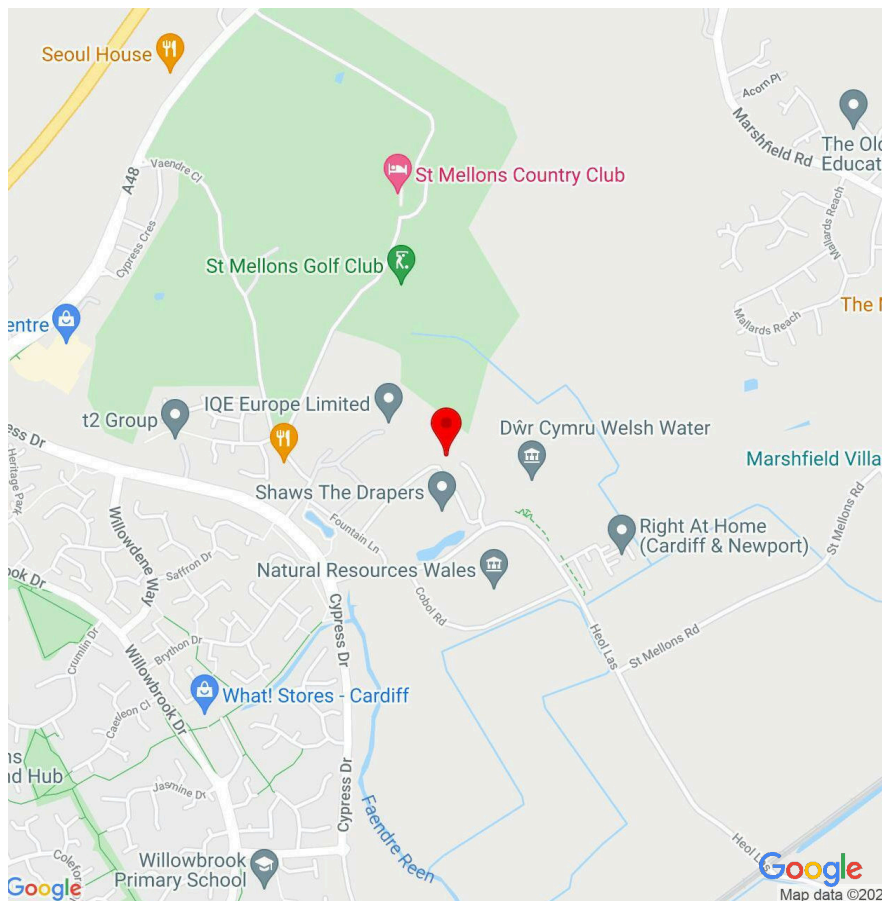 Seoul House
Acorn Pl
Marshfield Rd
The Old
Educat
A48
Vaendre Cl
St Mellons Country Club
Mallards Reach
Cypress Cres
St Mellons Golf Club
The
Mallards Reach
entre
IQE Europe Limited
t2 Group
ess Dr
Dŵr Cymru Welsh Water
Marshfield Villa
Heritage Park
Shaws The Drapers
St Mellons Rd
Willowdene Way
Fountain Ln
Right At Home
(Cardiff & Newport)
Saffron Dr
Natural Resources Wales
ok Dr
Cobol Rd
Cypress Dr
Heol Las
St Mellons Rd
Crumlin Dr
Brython Dr
Willowbrook Dr
What! Stores - Cardiff
Caerleon Cl
ns
nd Hub
Jasmine Dr
Cypress Dr
Faendre Reen
Heol Las
Willowbrook
Primary School
Colefo
Google
Google
Map data ©202